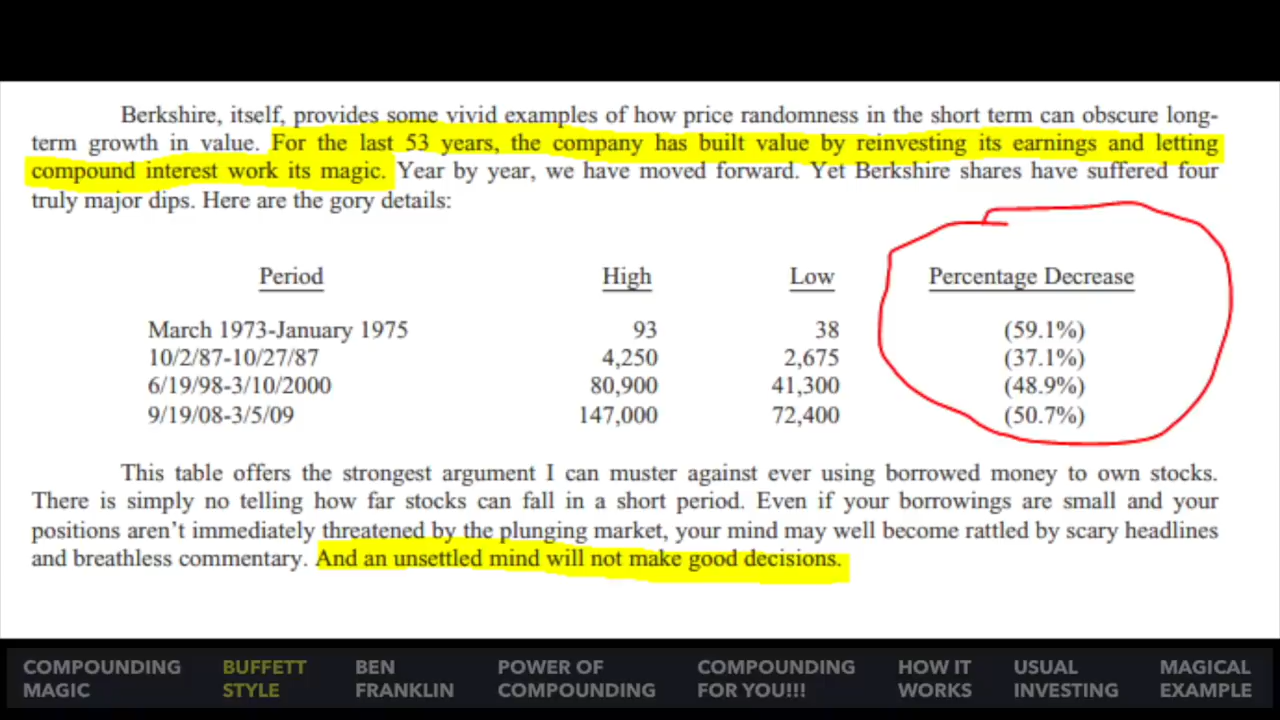 Berkshire, itself, provides some vivid examples of how price randomness in the short term can obscure long-
term growth in value. For the last 53 years, the company has built value by reinvesting its earnings and letting
compound interest work its magic. Year by year, we have moved forward. Yet Berkshire shares have suffered four
truly major dips. Here are the gory details:
Period High Low Percentage Decrease
March 1973-January 1975 93 38 (59.1%)
10/2/87-10/27/87 4,250 2,675 (37.1%)
6/19/98-3/10/2000 80,900 41,300 (48.9%)
9/19/08-3/5/09 147,000 72,400 (50.7%)
This table offers the strongest argument I can muster against ever using borrowed money to own stocks.
There is simply no telling how far stocks can fall in a short period. Even if your borrowings are small and your
positions aren't immediately threatened by the plunging market, your mind may well become rattled by scary headlines
and breathless commentary. And an unsettled mind will not make good decisions.
COMPOUNDING MAGIC
BUFFETT STYLE
BEN FRANKLIN
POWER OF COMPOUNDING
COMPOUNDING FOR YOU!!!
HOW IT WORKS
USUAL INVESTING
MAGICAL EXAMPLE